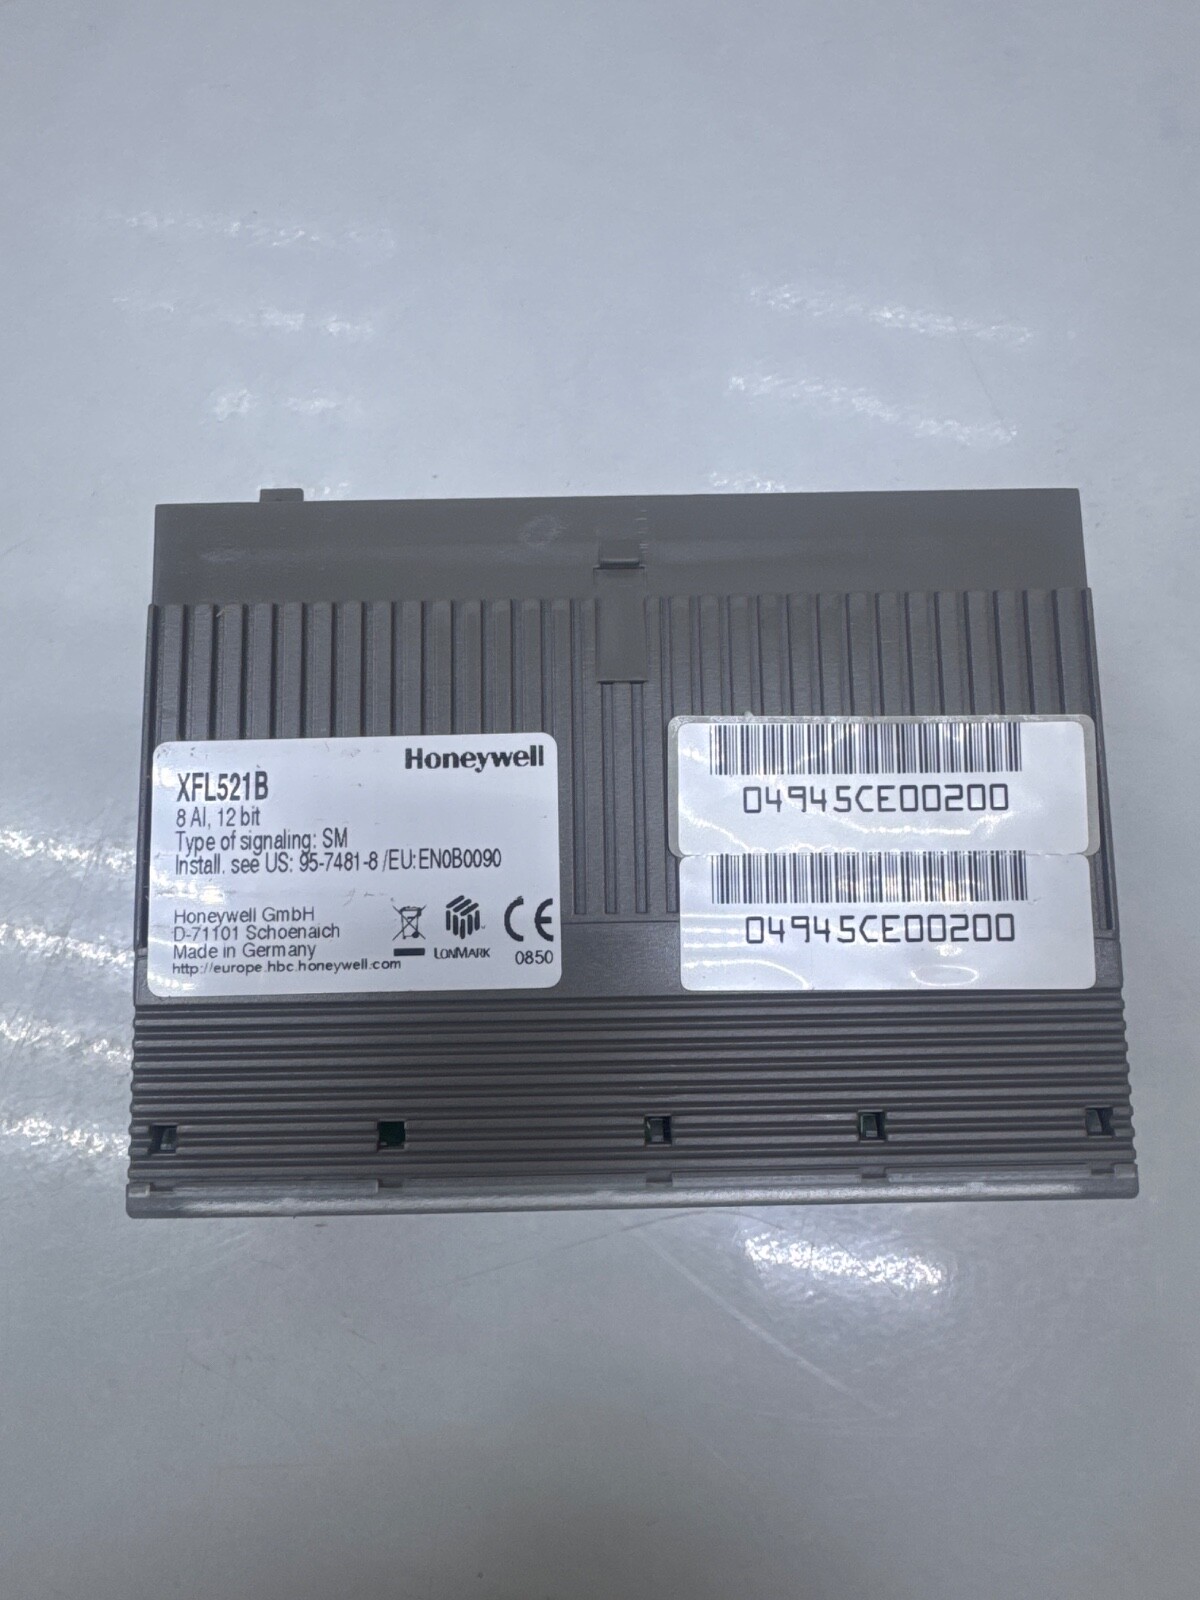 Honeywell
XFL521B
8 AI, 12 bit
Type of signaling: SM
Install. see US: 95-7481-8 /EU: EN0B0090
Honeywell GmbH
D-71101 Schoenaich
Made in Germany
http://europe.hbc.honeywell.com
LONMARK
CE
0850
04945CE00200
04945CE00200